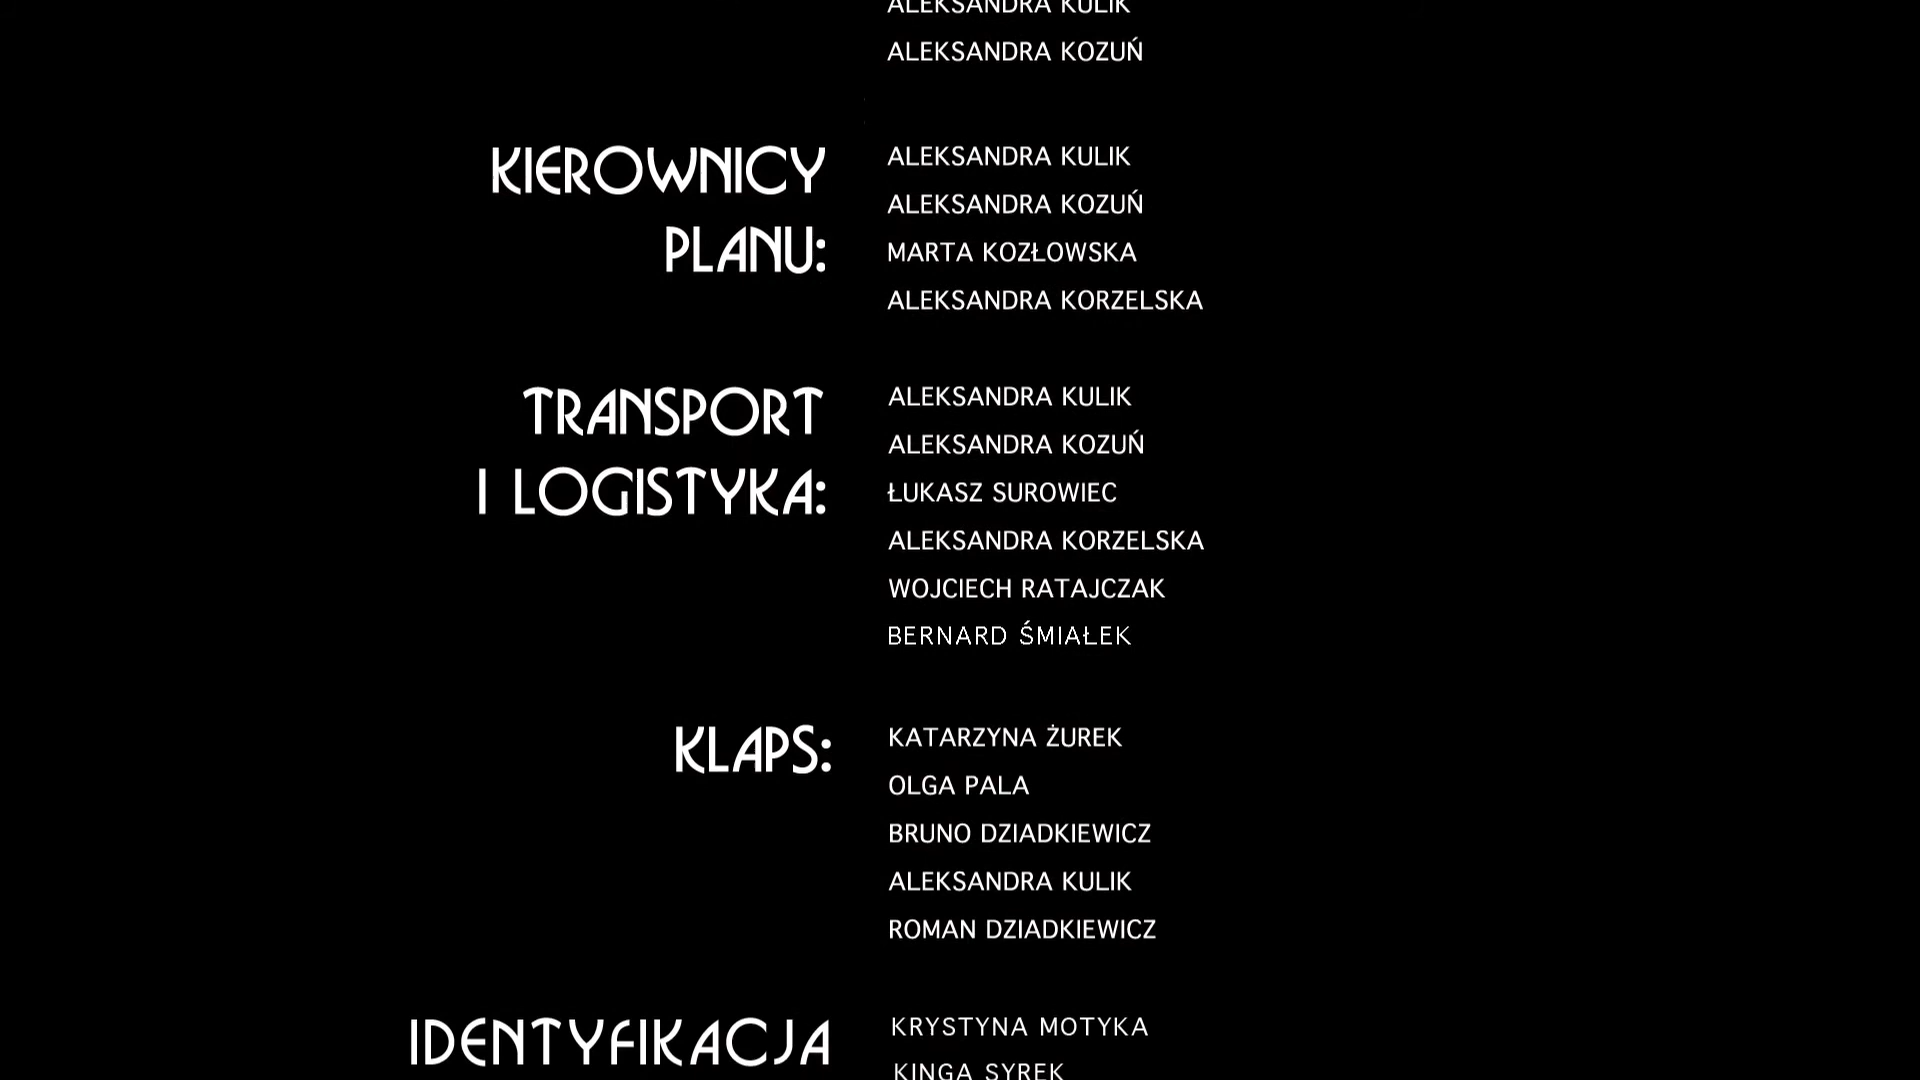 ALEKSANDRA KULIK
ALEKSANDRA KOZUŃ
KIEROWNICY
PLANU:
ALEKSANDRA KULIK
ALEKSANDRA KOZUŃ
MARTA KOZŁOWSKA
ALEKSANDRA KORZELSKA
TRANSPORT
I LOGISTYKA:
ALEKSANDRA KULIK
ALEKSANDRA KOZUŃ
ŁUKASZ SUROWIEC
ALEKSANDRA KORZELSKA
WOJCIECH RATAJCZAK
BERNARD ŚMIAŁEK
KLAPS:
KATARZYNA ŻUREK
OLGA PALA
BRUNO DZIADKIEWICZ
ALEKSANDRA KULIK
ROMAN DZIADKIEWICZ
IDENTYFIKACJA
KRYSTYNA MOTYKA
KINGA SYREK